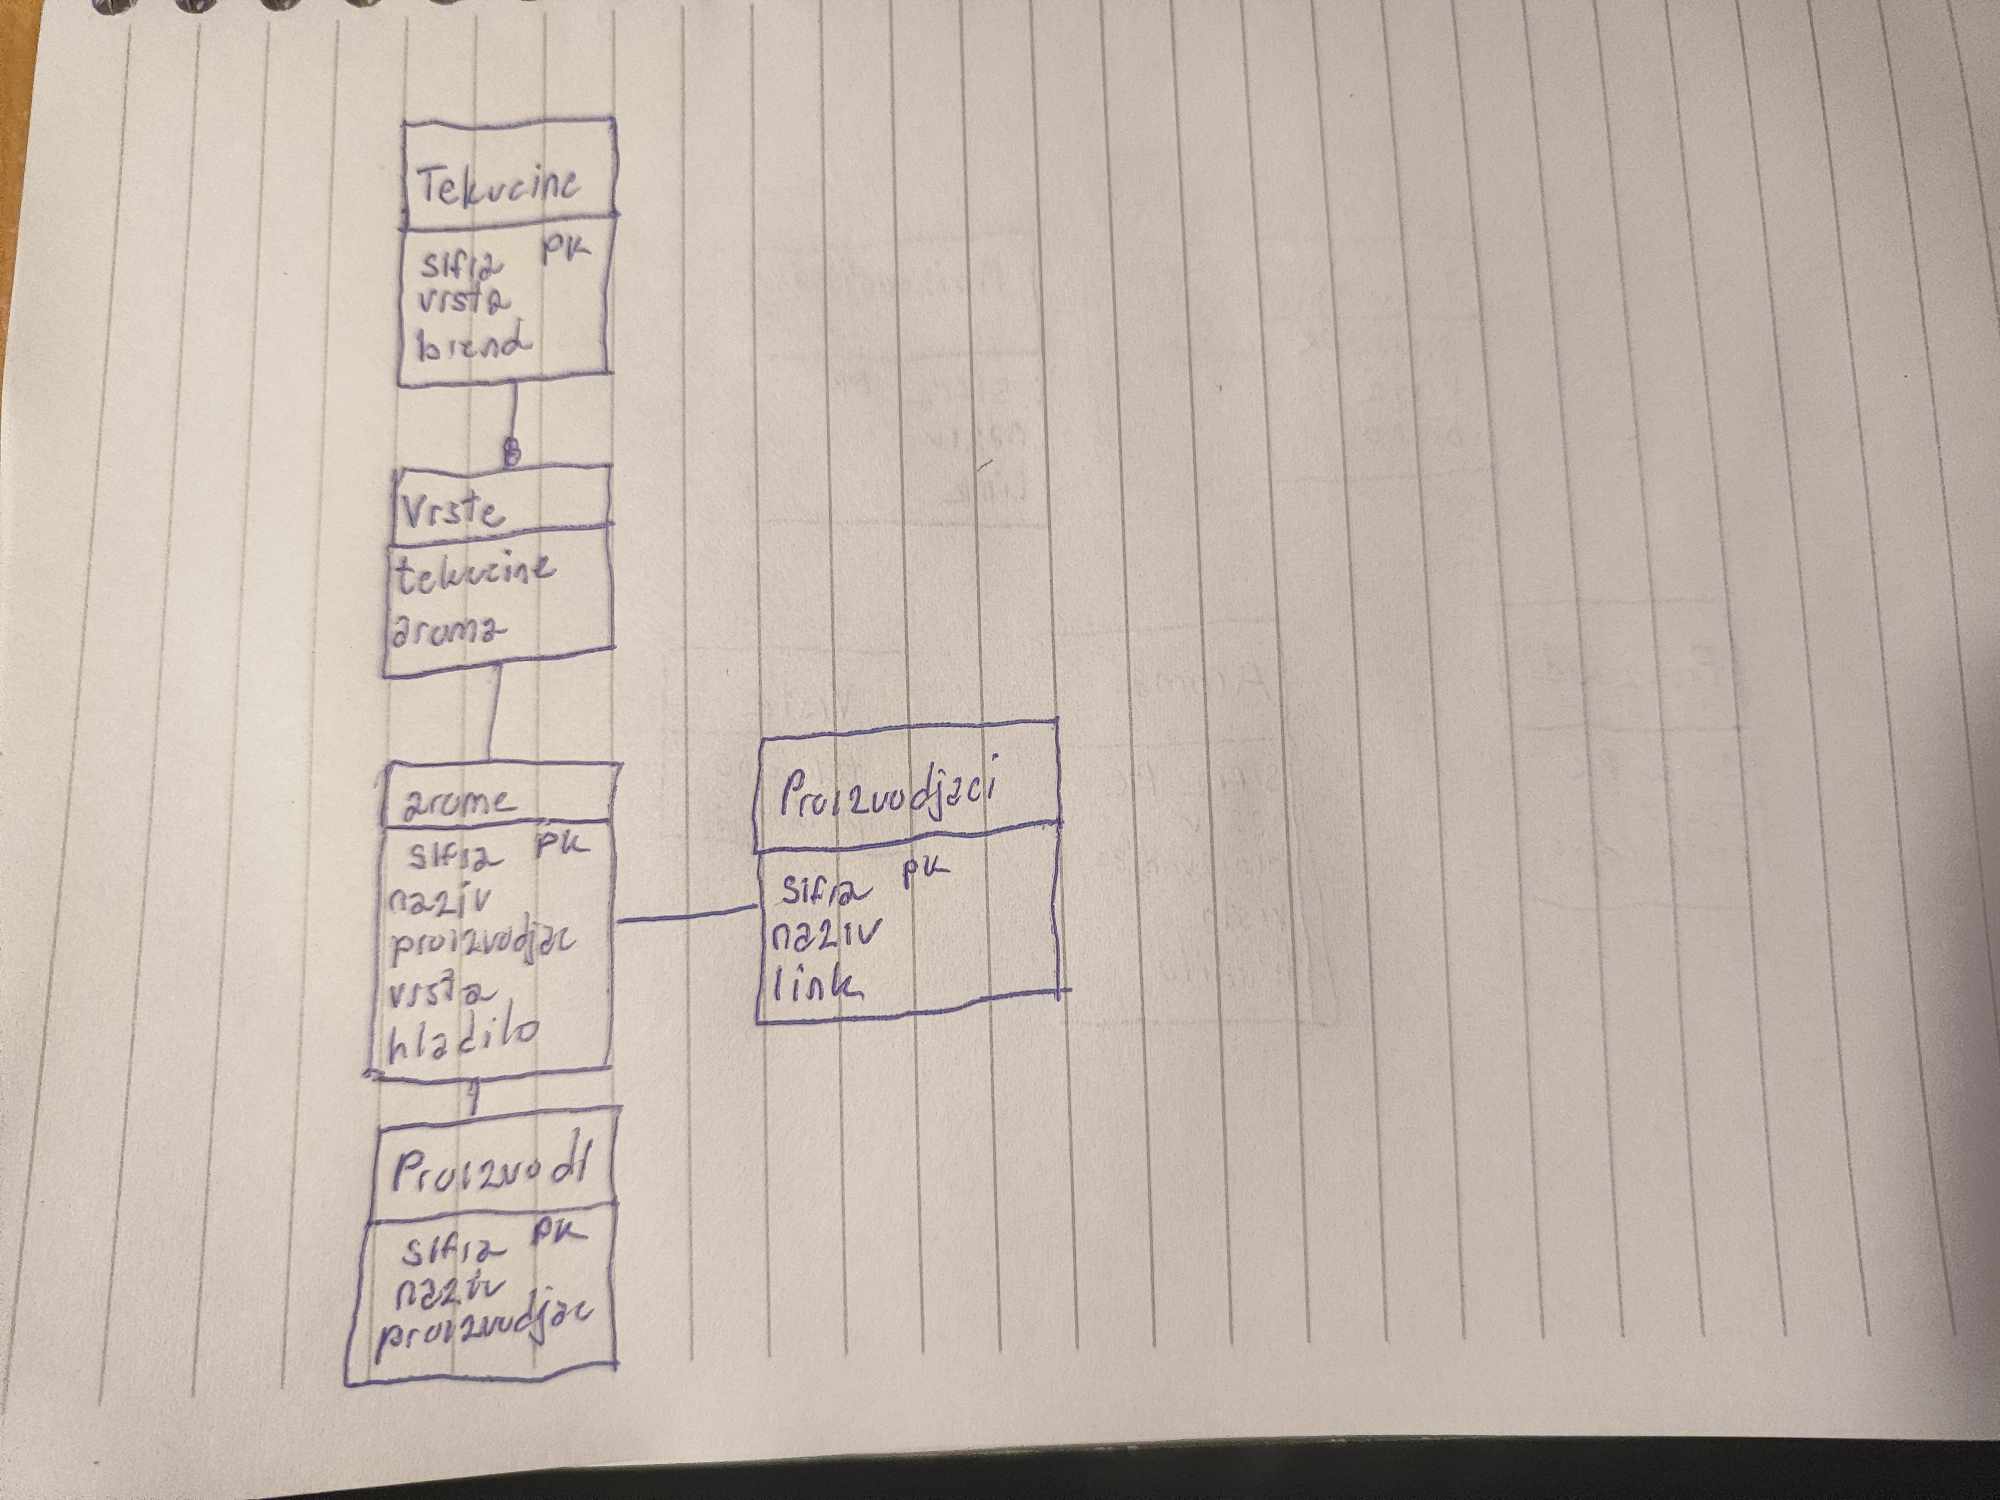 Tekucine
sifra PK
vrsta
brend
Vrste
tekucine
aroma
arome
sifra PK
naziv
proizvodjac
vrsta
hladilo
Proizvodjaci
sifra PK
naziv
link
Proizvodi
sifra PK
naziv
proizvodjac